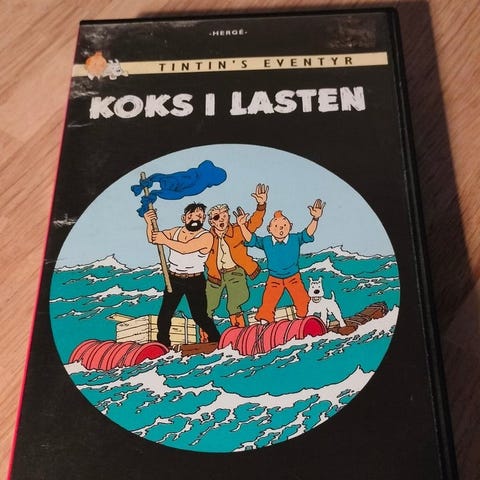 -HERGÉ-
TINTIN'S EVENTYR
KOKS I LASTEN